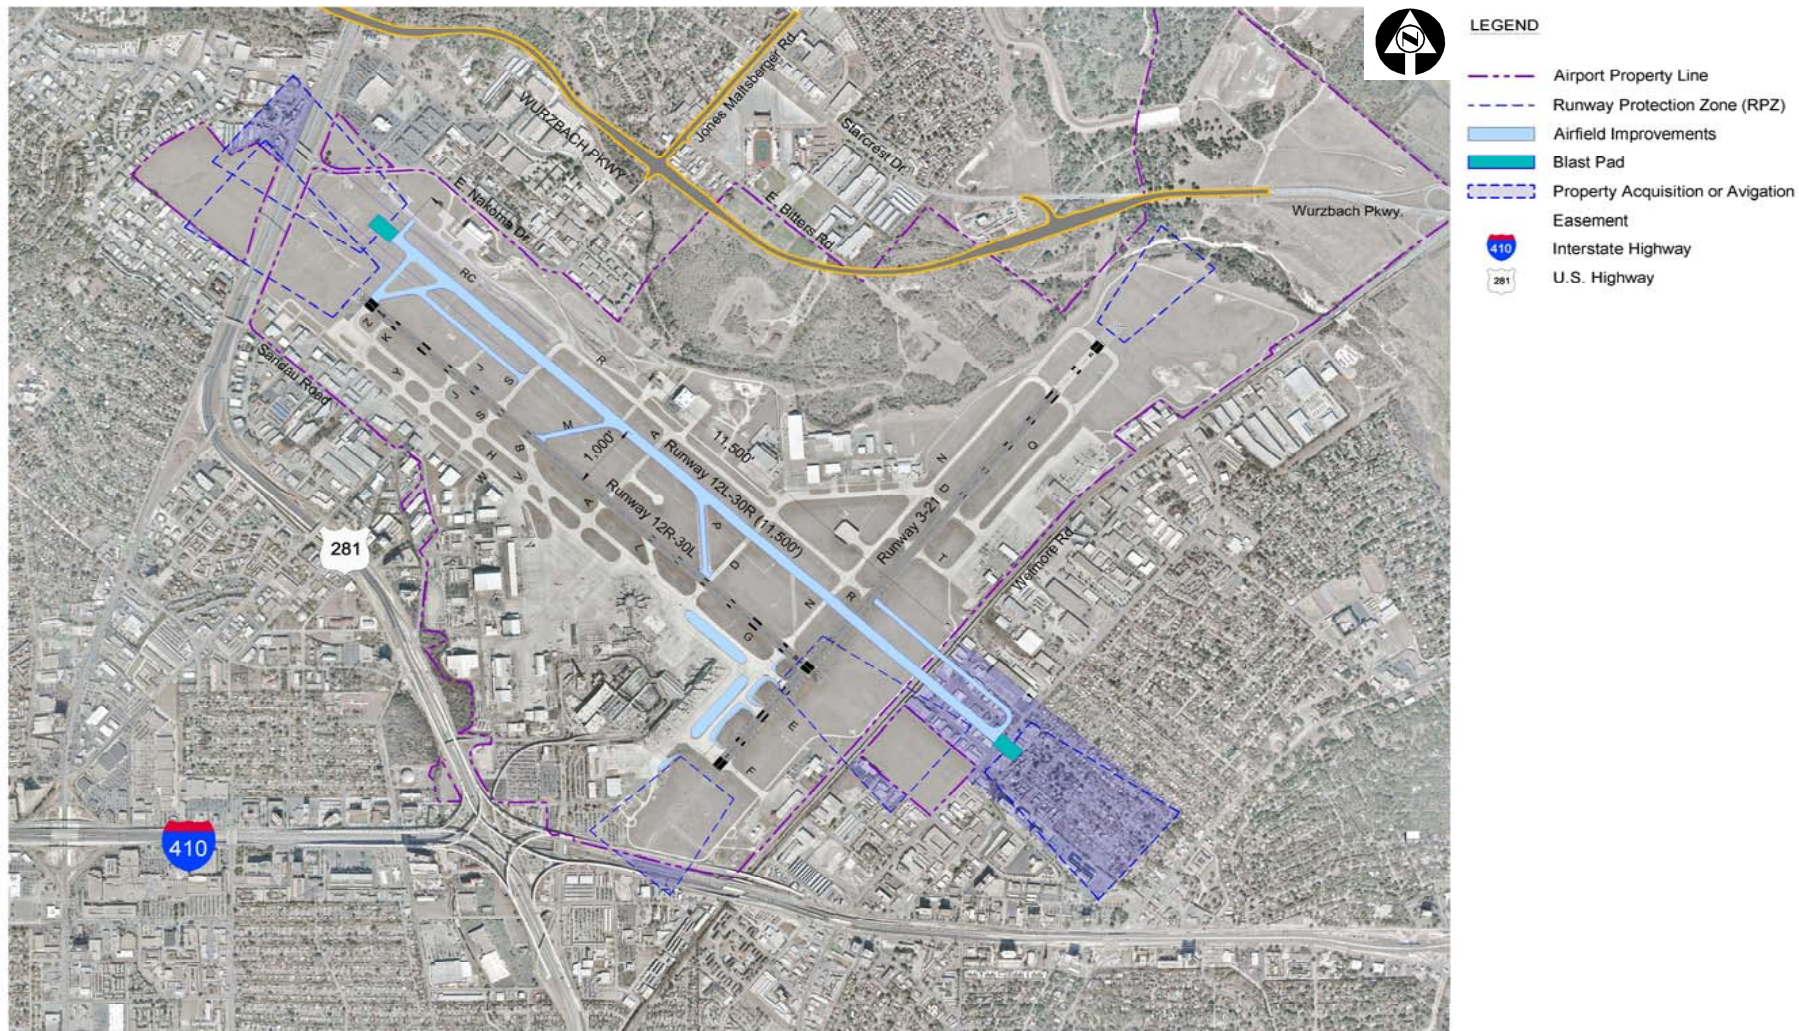 N
LEGEND
Airport Property Line
Runway Protection Zone (RPZ)
Airfield Improvements
Blast Pad
Property Acquisition or Avigation
Easement
410
Interstate Highway
281
U.S. Highway
WURZBACH PKWY
Jones Maltsberger Rd.
Starcrest Dr.
E. Nakoma Dr.
E. Bitters Rd.
Wurzbach Pkwy.
RC
Sandau Road
R
Z
K
Y
J
S
J
S
B
H
V
W
M
A
1,000'
11,500'
Runway 12L-30R (11,500')
Runway 12R-30L
A
L
P
D
N
R
G
E
F
N
D
Q
T
Runway 3-21
Wetmore Rd.
281
410